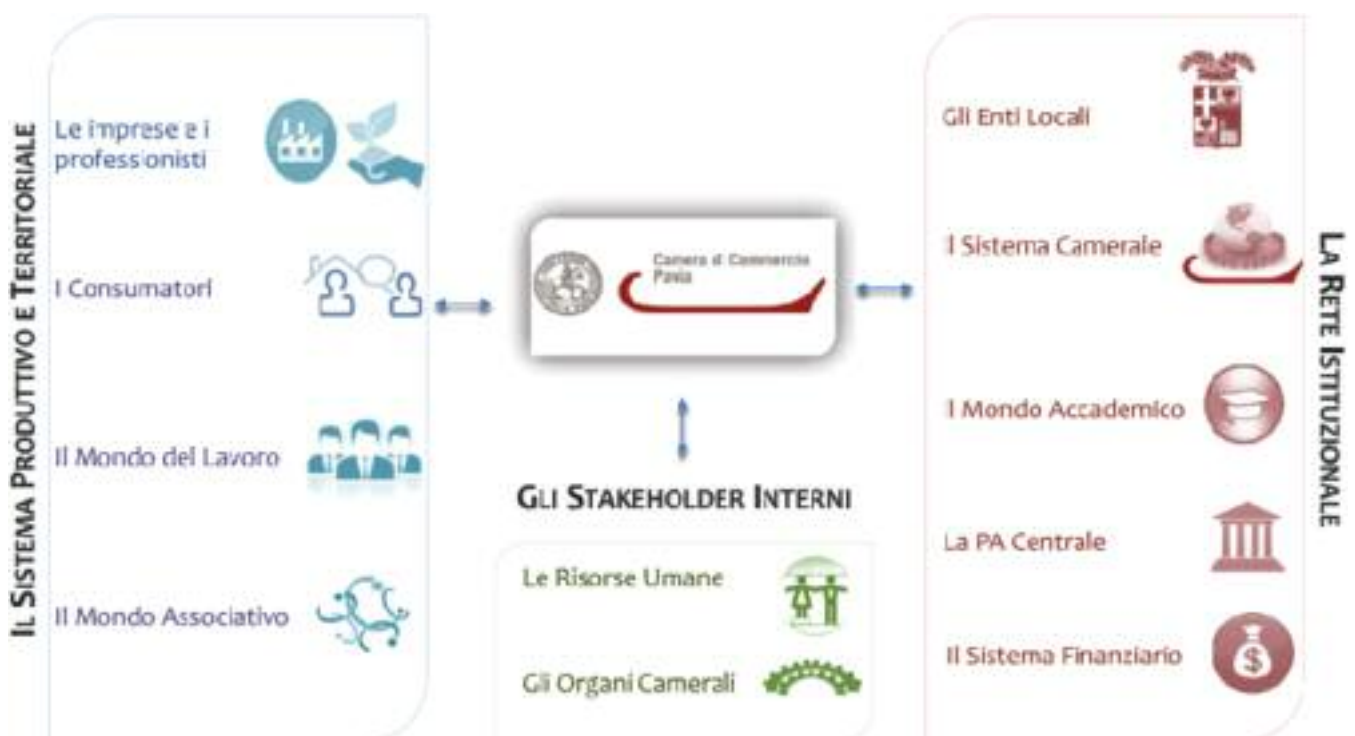 IL SISTEMA PRODUTTIVO E TERRITORIALE
Le imprese e i
professionisti
I Consumatori
Il Mondo del Lavoro
Il Mondo Associativo
Camera di Commercio
Pavia
GLI STAKEHOLDER INTERNI
Le Risorse Umane
Gli Organi Camerali
Gli Enti Locali
Il Sistema Camerale
Il Mondo Accademico
La PA Centrale
Il Sistema Finanziario
$
LA RETE ISTITUZIONALE